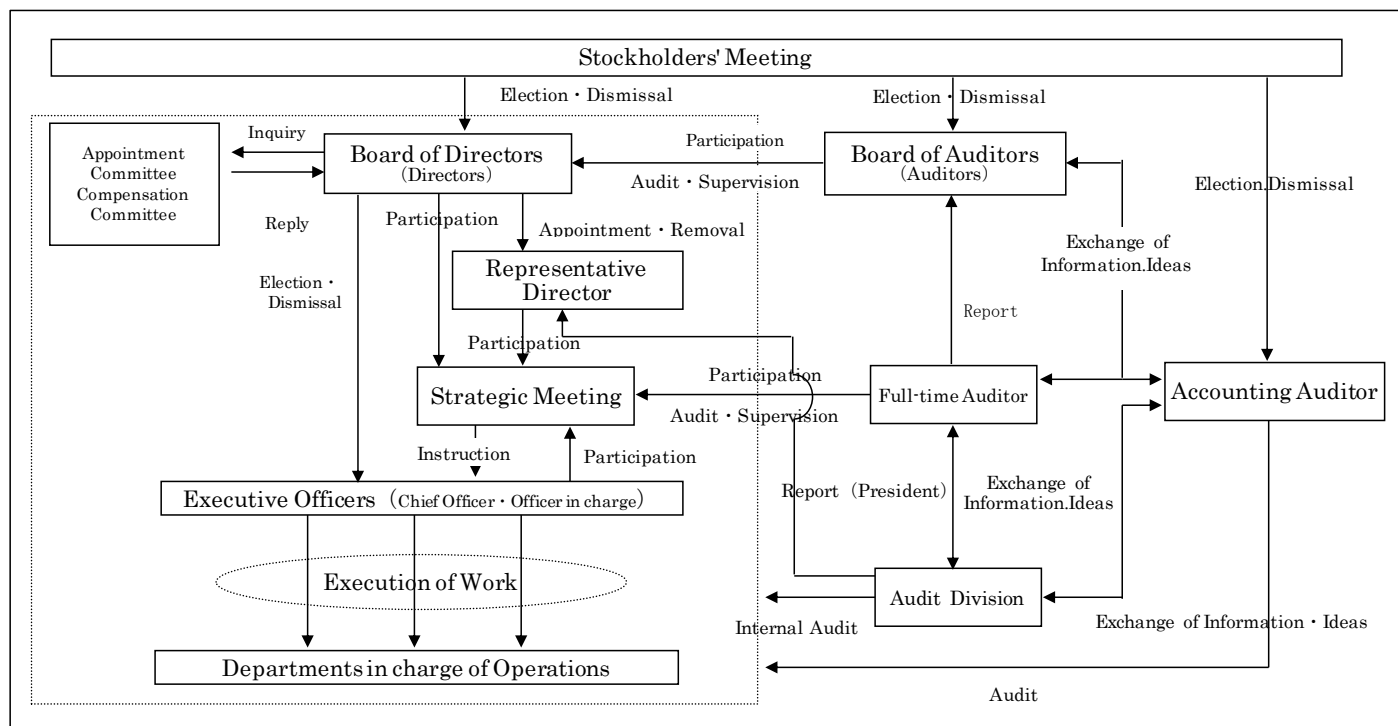 Stockholders' Meeting
Election・Dismissal
Election・Dismissal
Appointment
Committee
Compensation
Committee
Inquiry
Board of Directors
(Directors)
Participation
Audit・Supervision
Board of Auditors
(Auditors)
Election.Dismissal
Reply
Participation
Appointment・Removal
Exchange of
Information.Ideas
Election・
Dismissal
Representative
Director
Report
Participation
Strategic Meeting
Participation
Audit・Supervision
Full-time Auditor
Accounting Auditor
Instruction
Participation
Executive Officers (Chief Officer・Officer in charge)
Report (President)
Exchange of
Information.Ideas
Execution of Work
Audit Division
Internal Audit
Exchange of Information・Ideas
Departments in charge of Operations
Audit